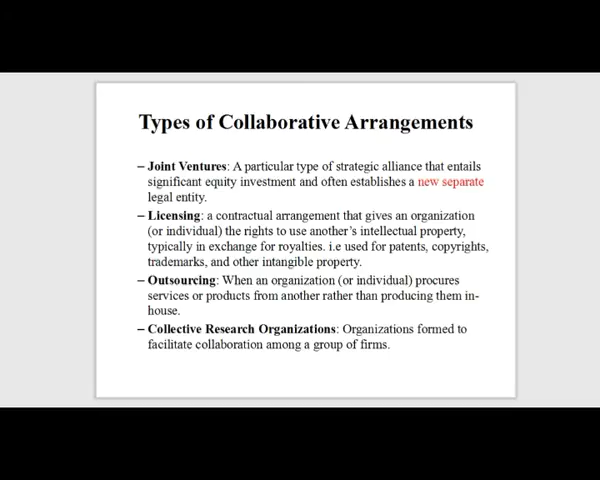 Types of Collaborative Arrangements
– Joint Ventures: A particular type of strategic alliance that entails
significant equity investment and often establishes a new separate
legal entity.
– Licensing: a contractual arrangement that gives an organization
(or individual) the rights to use another’s intellectual property,
typically in exchange for royalties. i.e used for patents, copyrights,
trademarks, and other intangible property.
– Outsourcing: When an organization (or individual) procures
services or products from another rather than producing them in-
house.
– Collective Research Organizations: Organizations formed to
facilitate collaboration among a group of firms.